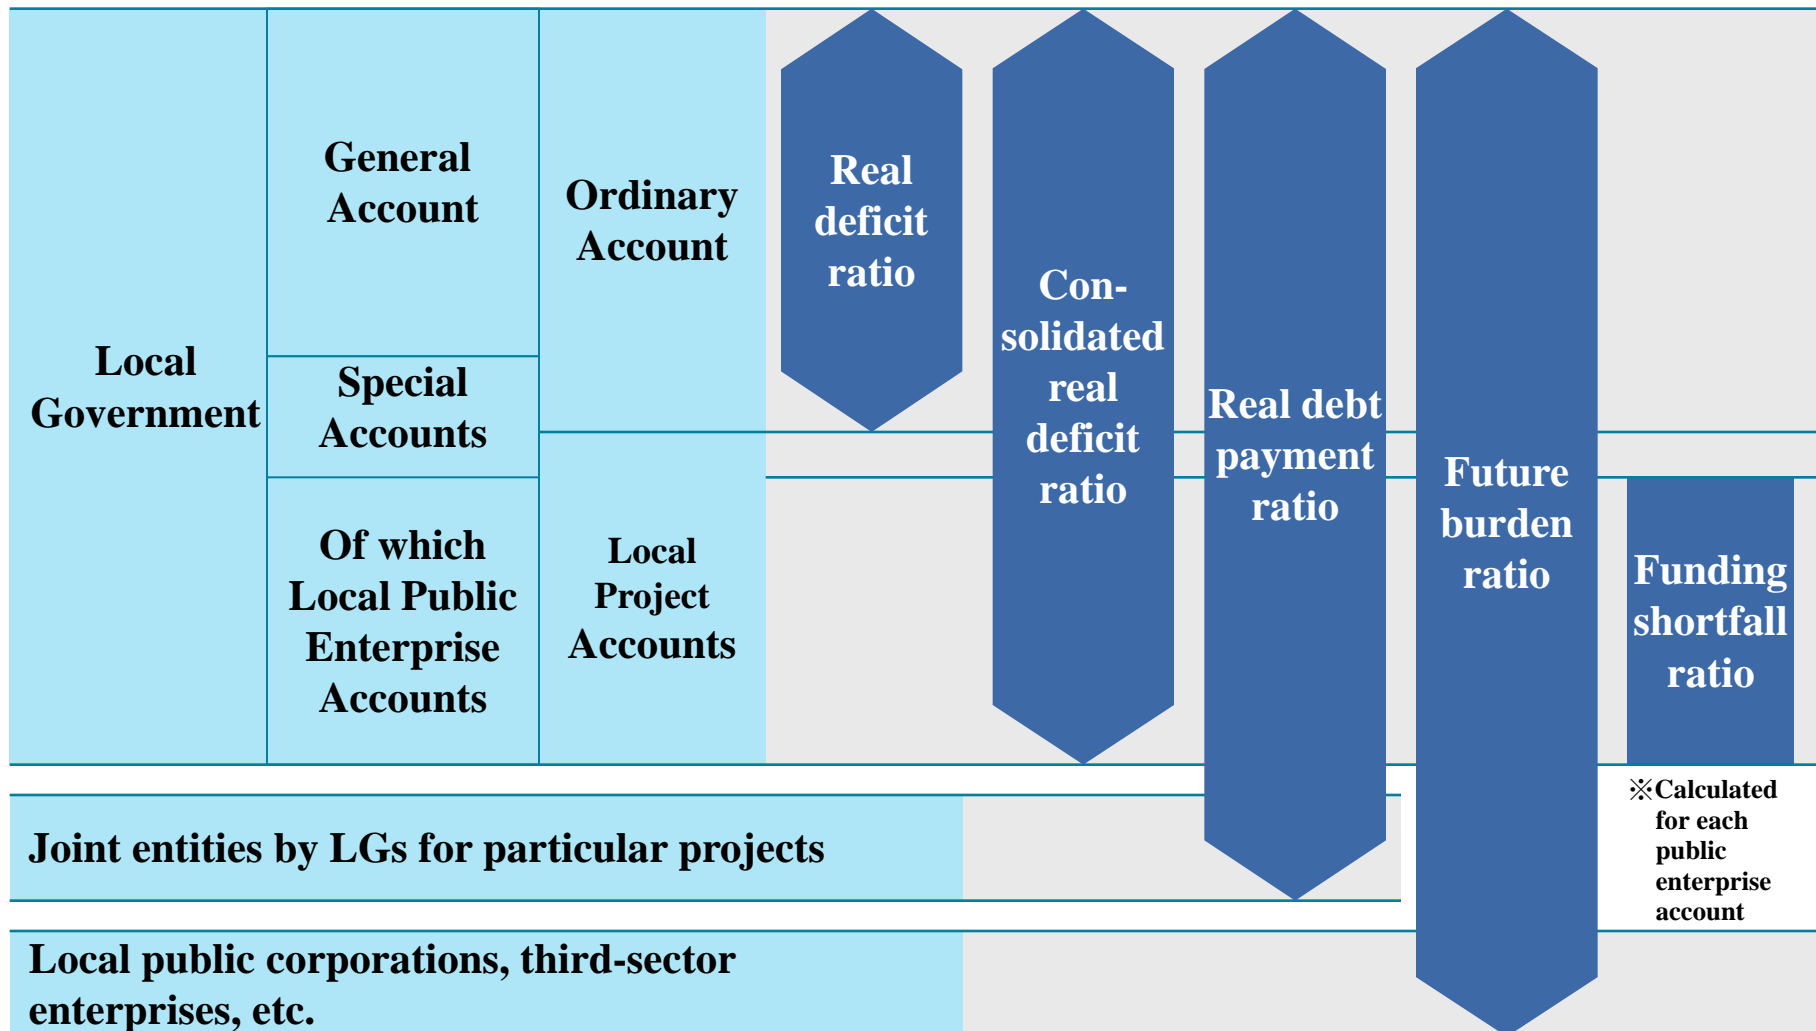 Local
Government
General
Account
Special
Accounts
Of which
Local Public
Enterprise
Accounts
Ordinary
Account
Local
Project
Accounts
Real
deficit
ratio
Con-
solidated
real
deficit
ratio
Real debt
payment
ratio
Future
burden
ratio
Funding
shortfall
ratio
※Calculated
for each
public
enterprise
account
Joint entities by LGs for particular projects
Local public corporations, third-sector
enterprises, etc.